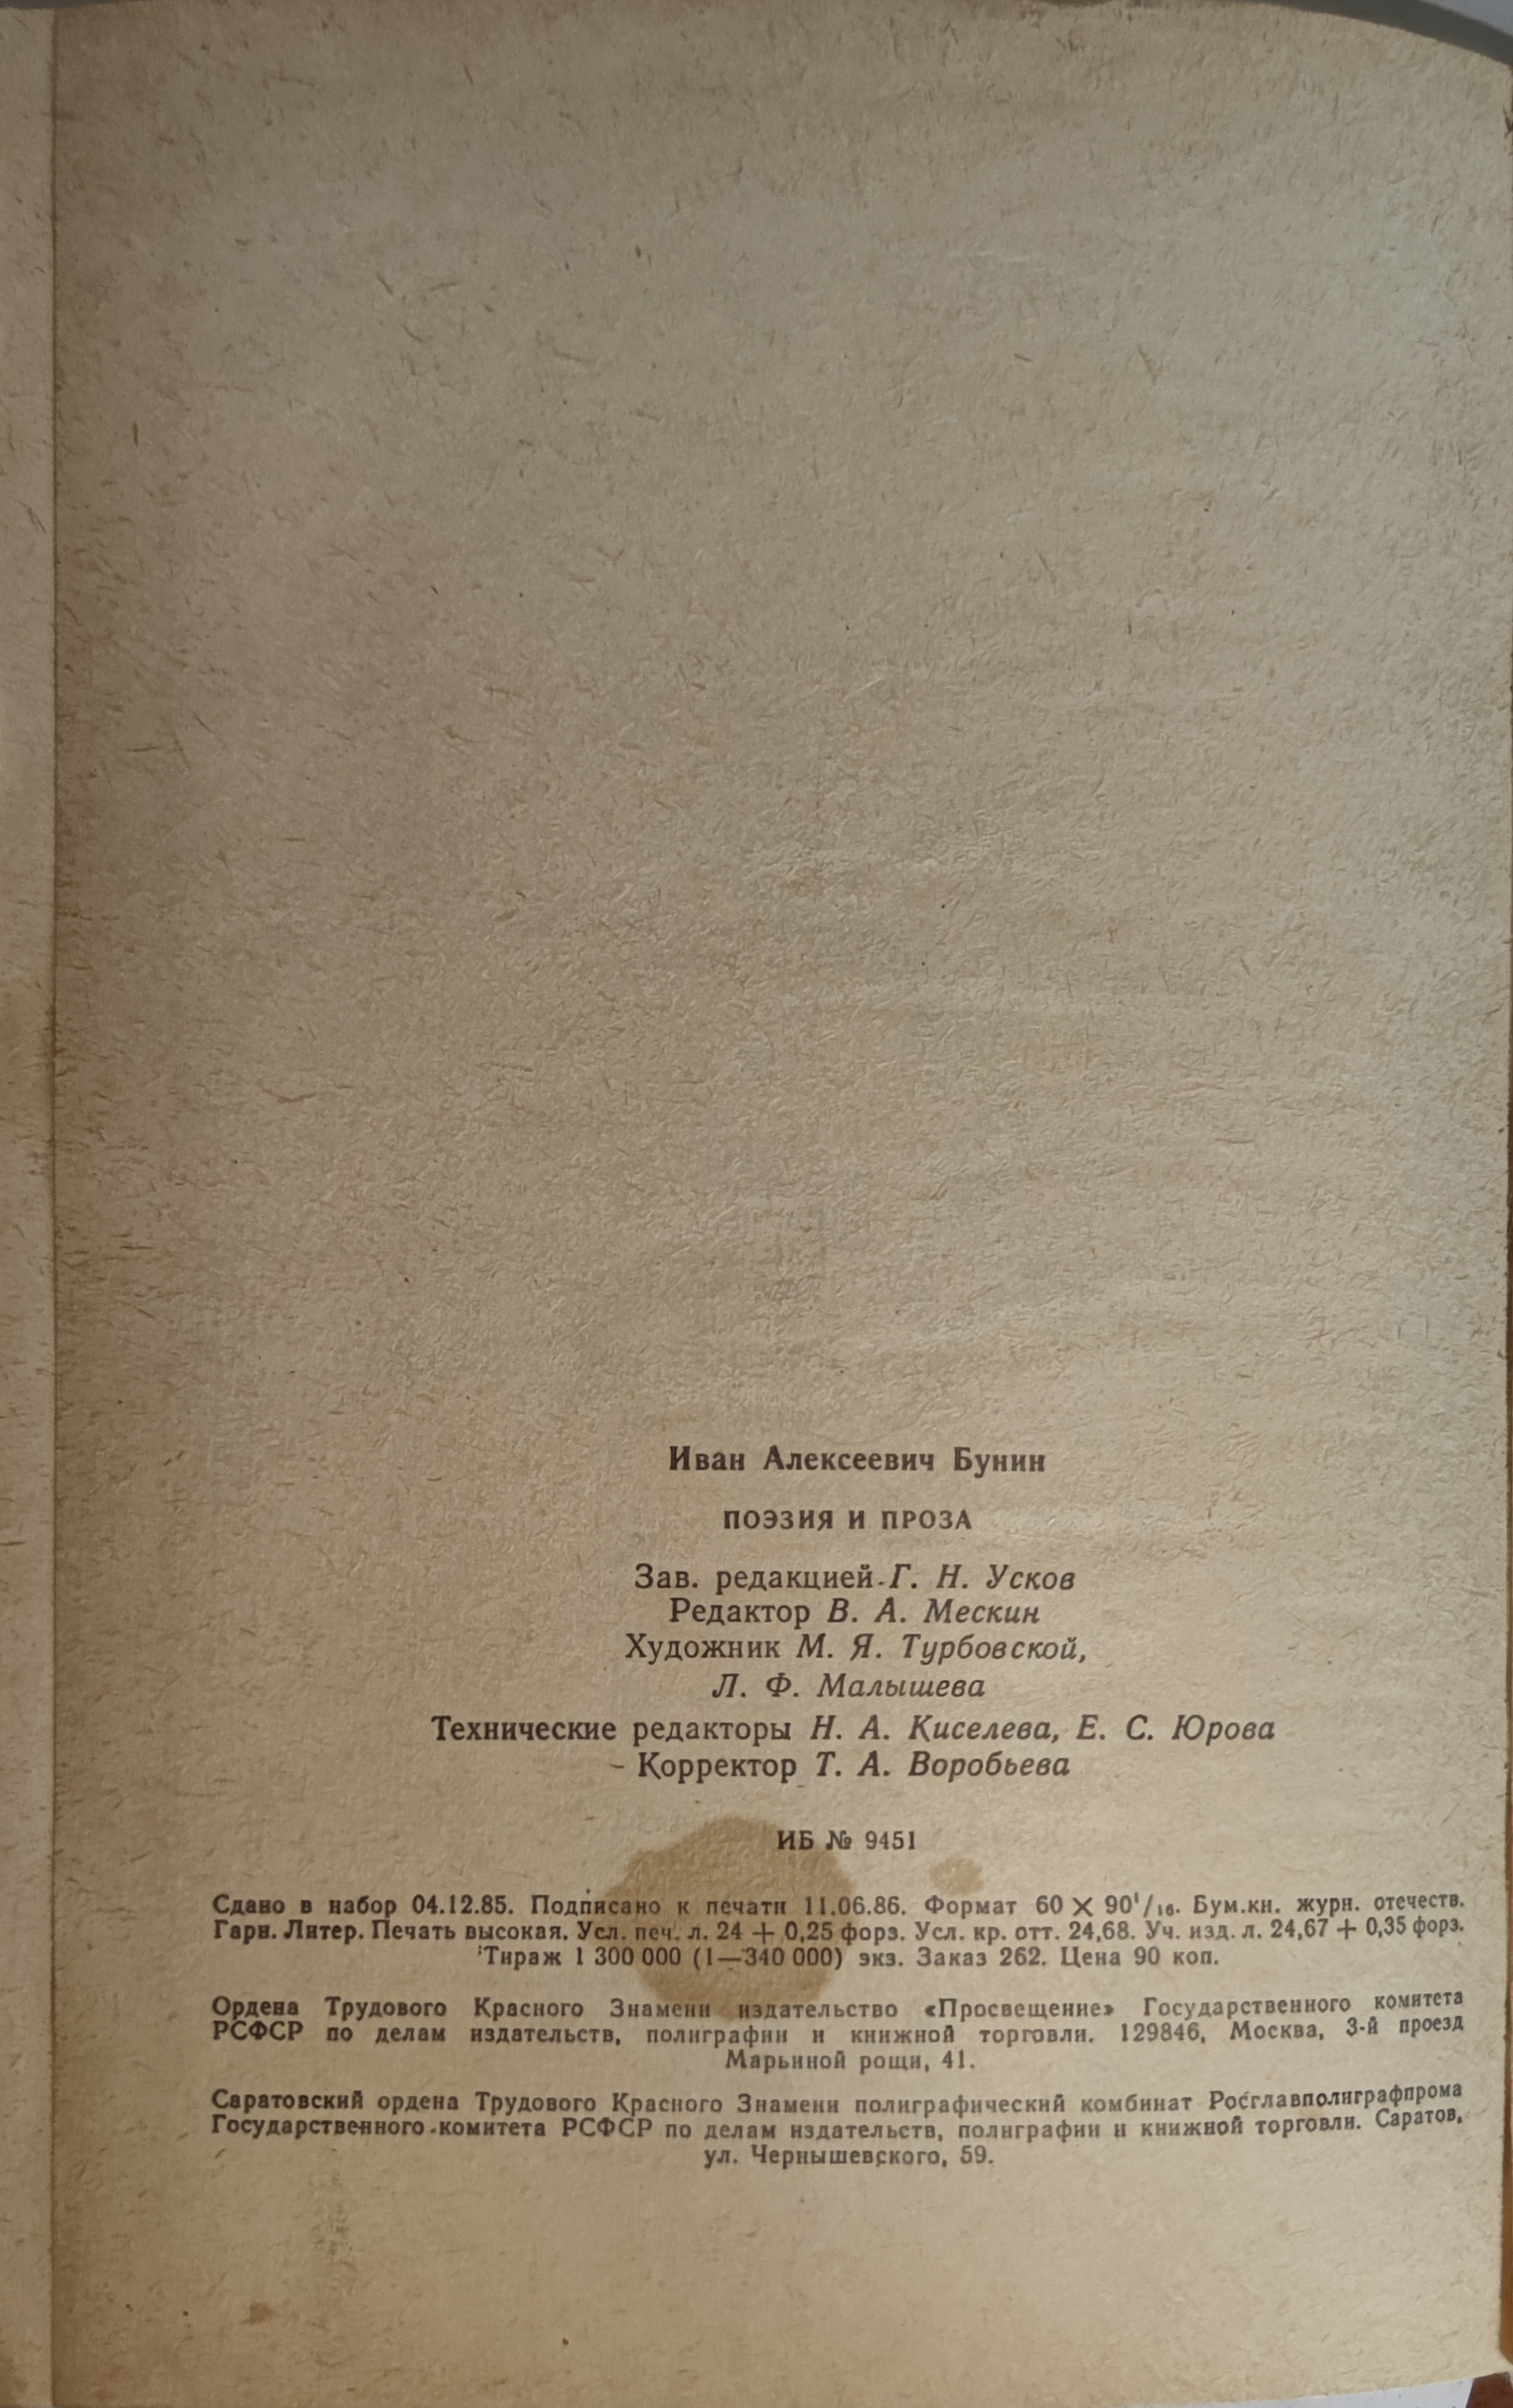 Иван Алексеевич Бунин
ПОЭЗИЯ И ПРОЗА
Зав. редакцией Г. Н. Усков
Редактор В. А. Мескин
Художник М. Я. Турбовской,
Л. Ф. Малышева
Технические редакторы Н. А. Киселева, Е. С. Юрова
Корректор Т. А. Воробьева
ИБ № 9451
Сдано в набор 04.12.85. Подписано к печати 11.06.86. Формат 60 × 90¹/₁₆. Бум.кн. журн. отечеств.
Гарн. Литер. Печать высокая. Усл. печ. л. 24 + 0,25 форз. Усл. кр. отт. 24,68. Уч. изд. л. 24,67 + 0,35 форз.
Тираж 1 300 000 (1—340 000) экз. Заказ 262. Цена 90 коп.
Ордена Трудового Красного Знамени издательство «Просвещение» Государственного комитета
РСФСР по делам издательств, полиграфии и книжной торговли. 129846, Москва, 3-й проезд
Марьиной рощи, 41.
Саратовский ордена Трудового Красного Знамени полиграфический комбинат Росглавполиграфпрома
Государственного комитета РСФСР по делам издательств, полиграфии и книжной торговли. Саратов,
ул. Чернышевского, 59.